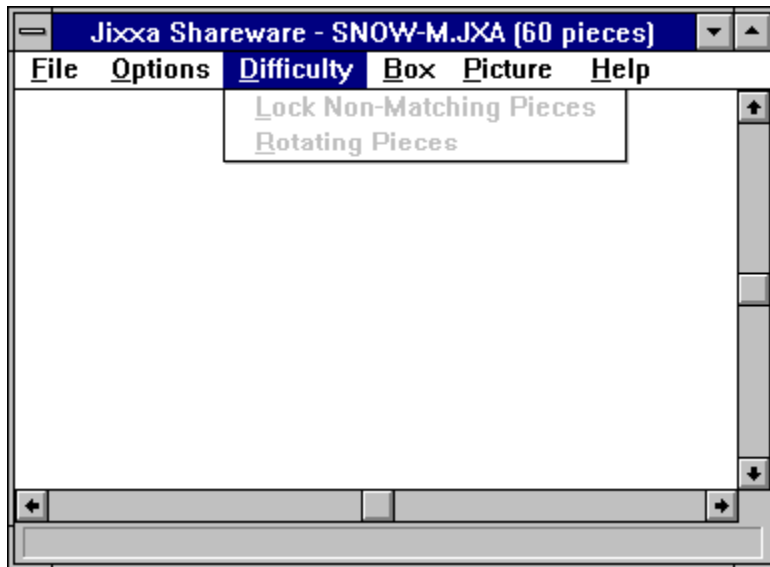 Jixxa Shareware - SNOW-M.JXA (60 pieces)
File Options Difficulty Box Picture Help
Lock Non-Matching Pieces
Rotating Pieces